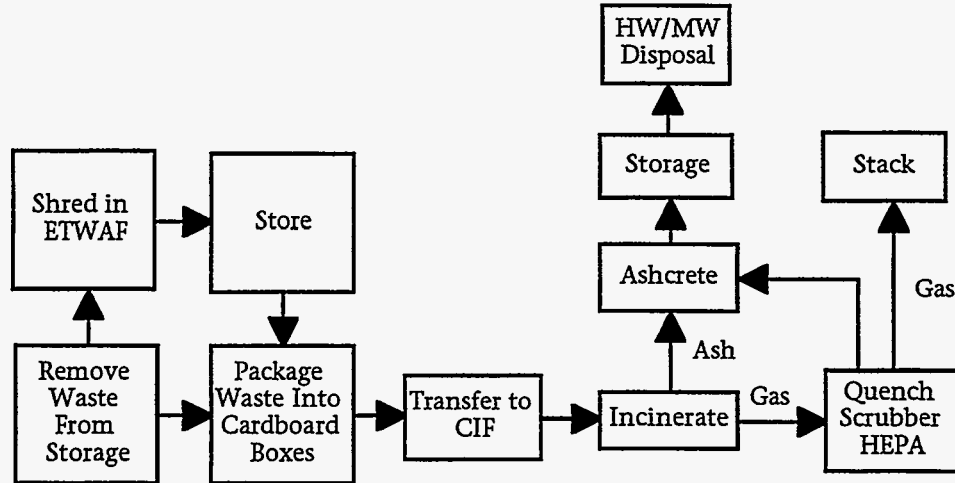 HW/MW
Disposal
Storage
Stack
Shred in
ETWAF
Store
Ashcrete
Gas
Ash
Remove
Waste
From
Storage
Package
Waste Into
Cardboard
Boxes
Transfer to
CIF
Incinerate
Gas
Quench
Scrubber
HEPA